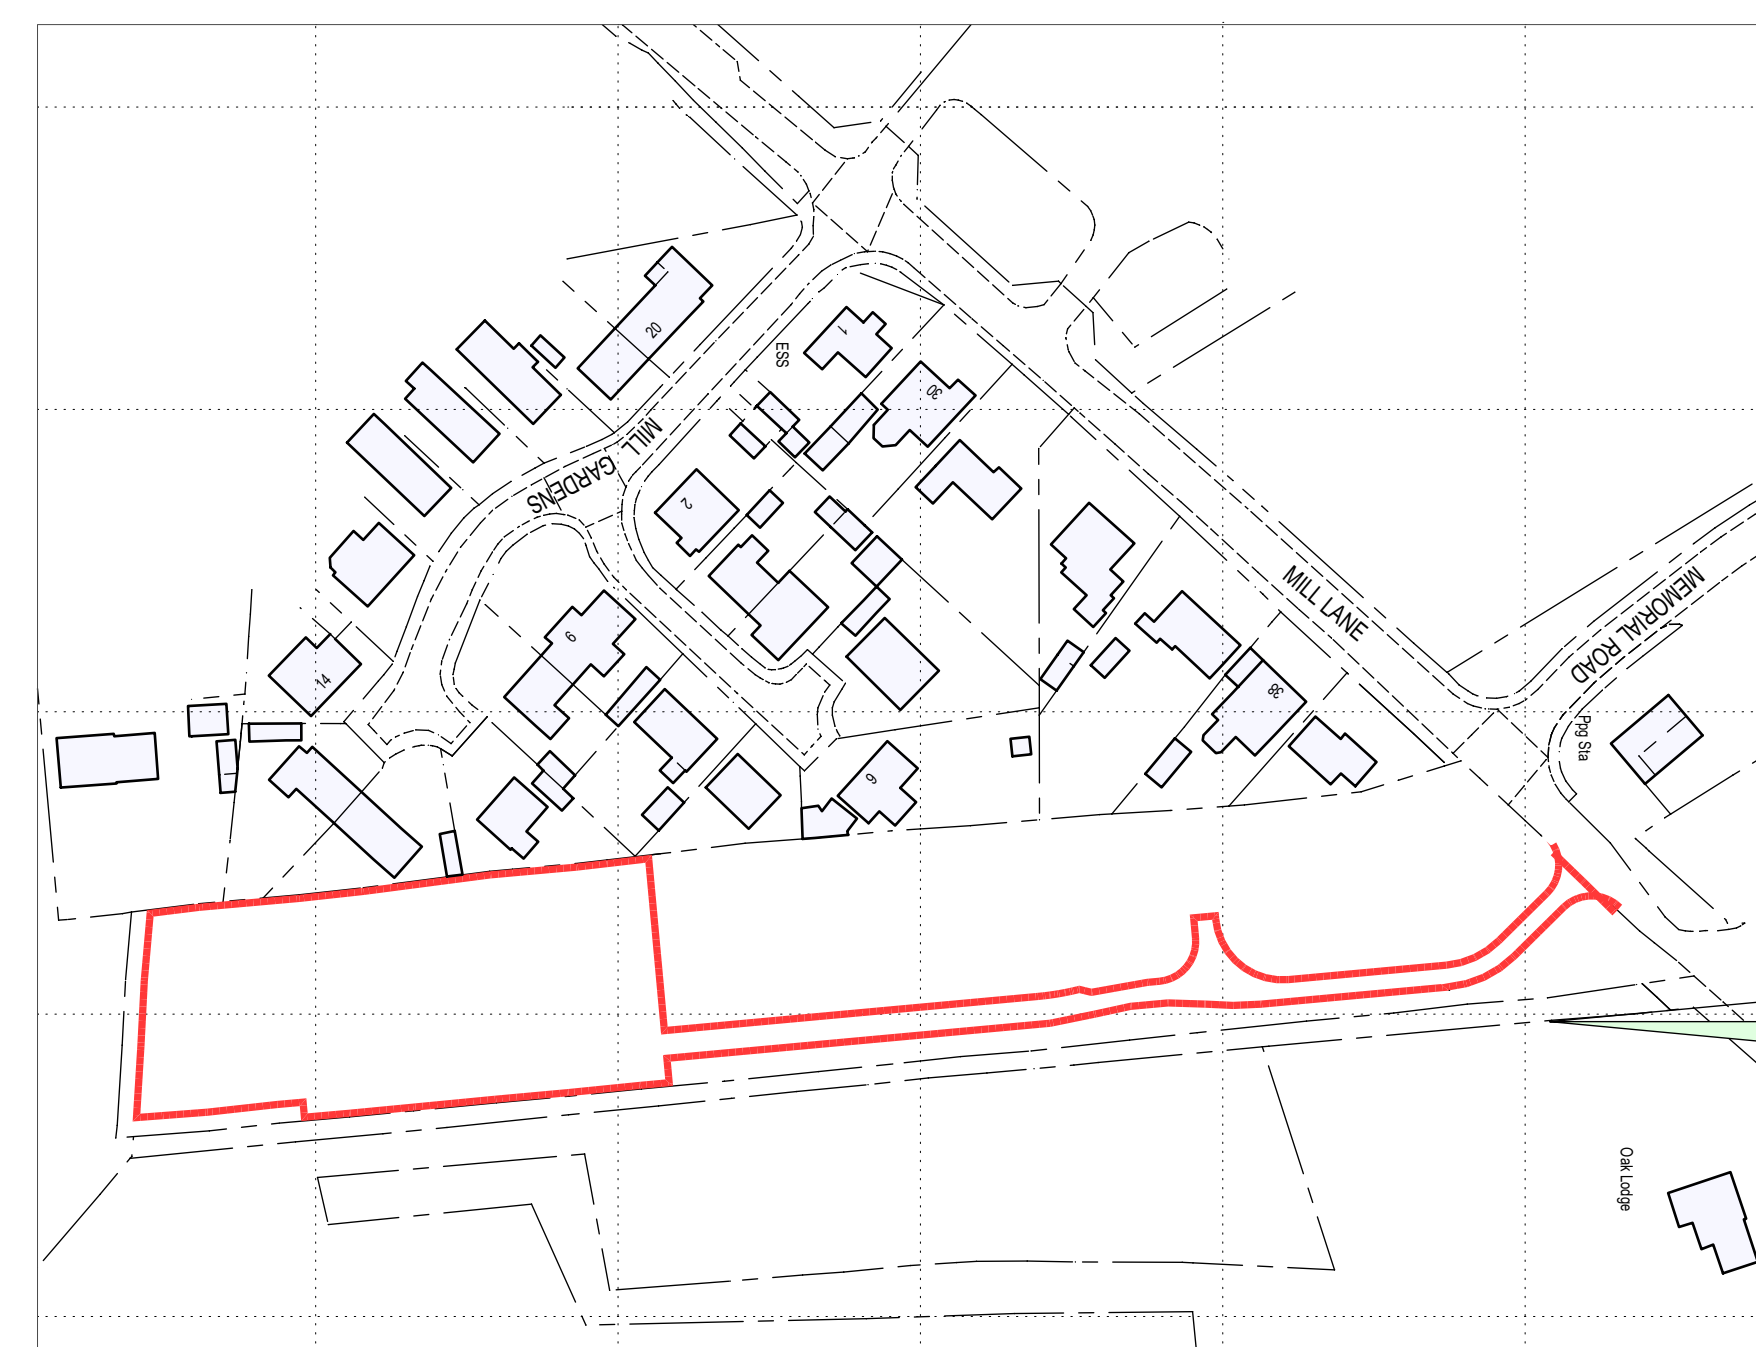 20
1
ESS
30
MILL
GARDENS
2
MILL LANE
MEMORIAL ROAD
6
14
38
Ppg Sta
9
Oak Lodge